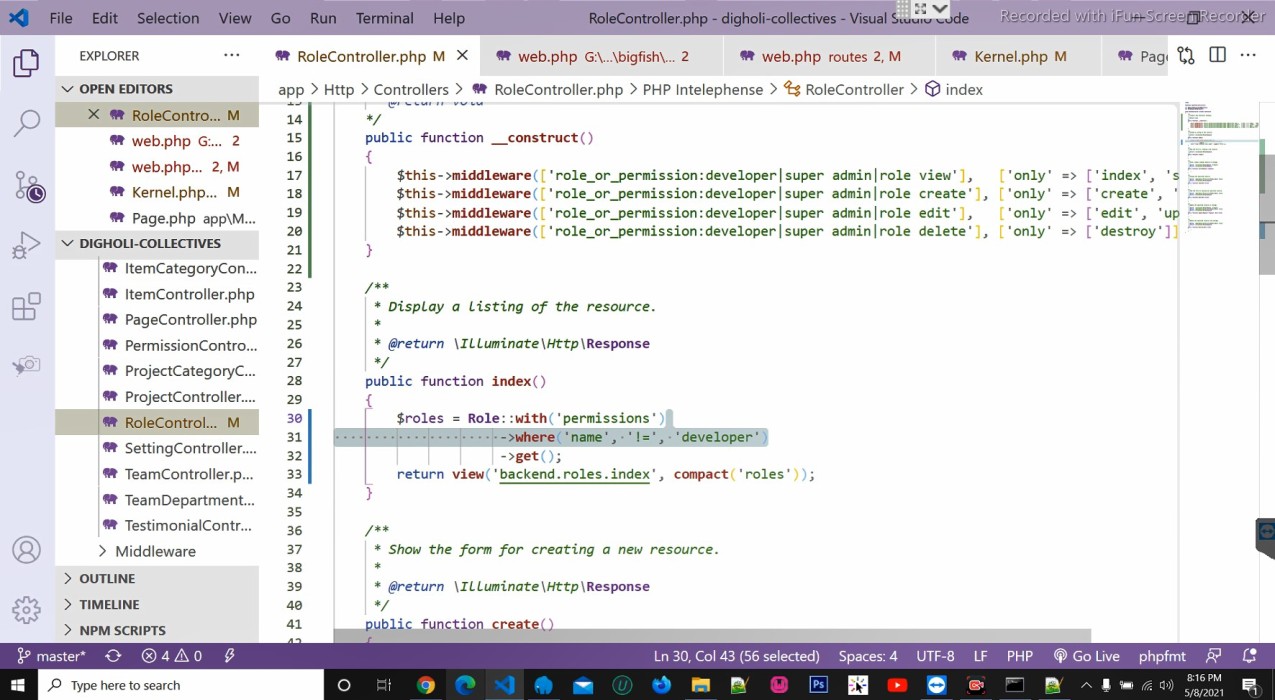 File Edit Selection View Go Run Terminal Help RoleController.php - digholi-collectives - Visual Studio Code
Recorded with iFun Screen Recorder
EXPLORER ···
RoleController.php M web.php G:\...\bigfish\... 2 web.php routes 2, M Kernel.php M Page
OPEN EDITORS
app > Http > Controllers > RoleController.php > PHP Intelephense > RoleController > index
RoleContro... M
web.php G:... 2
web.php... 2, M
Kernel.php... M
Page.php app\M...
DIGHOLI-COLLECTIVES
ItemCategoryCon...
ItemController.php
PageController.php
PermissionContro...
ProjectCategoryC...
ProjectController....
RoleControl... M
SettingController....
TeamController.p...
TeamDepartment...
TestimonialContr...
Middleware
OUTLINE
TIMELINE
NPM SCRIPTS
13 * @return void
14 */
15 public function __construct()
16 {
17 $this->middleware(['role_or_permission:developer|super admin|role view'], ['only' => ['index', 's
18 $this->middleware(['role_or_permission:developer|super admin|role create'], ['only' => ['create', '
19 $this->middleware(['role_or_permission:developer|super admin|role edit'], ['only' => ['edit', 'up
20 $this->middleware(['role_or_permission:developer|super admin|role delete'], ['only' => ['destroy']]
21 }
22
23 /**
24 * Display a listing of the resource.
25 *
26 * @return \Illuminate\Http\Response
27 */
28 public function index()
29 {
30 $roles = Role::with('permissions')
31 ->where('name', '!=', 'developer')
32 ->get();
33 return view('backend.roles.index', compact('roles'));
34 }
35
36 /**
37 * Show the form for creating a new resource.
38 *
39 * @return \Illuminate\Http\Response
40 */
41 public function create()
42 {
master* 4 0 Ln 30, Col 43 (56 selected) Spaces: 4 UTF-8 LF PHP Go Live phpfmt
Type here to search
Ps
8:16 PM
5/8/2021
1